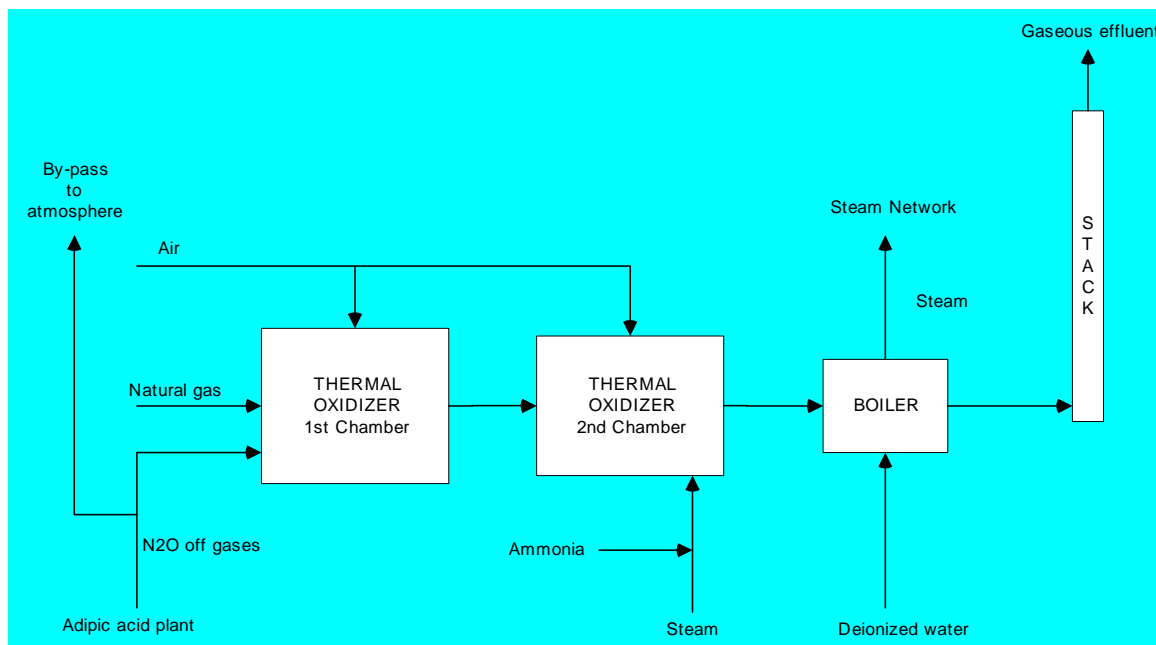 Gaseous effluent
By-pass
to
atmosphere
Steam Network
S
T
A
C
K
Air
Steam
Natural gas
THERMAL
OXIDIZER
1st Chamber
THERMAL
OXIDIZER
2nd Chamber
BOILER
N2O off gases
Ammonia
Adipic acid plant
Steam
Deionized water